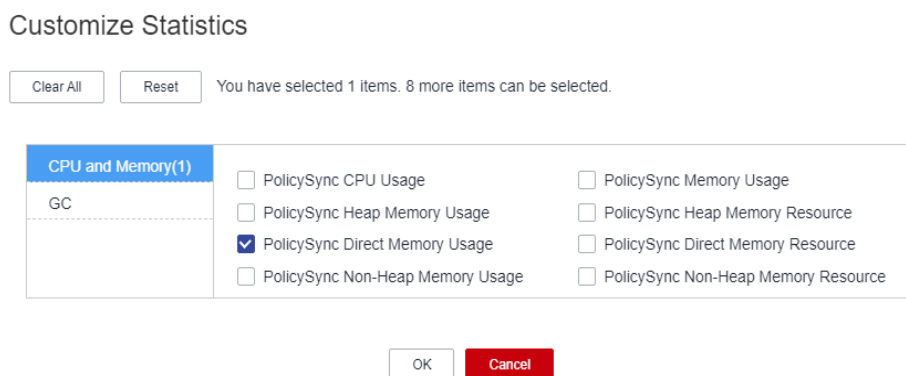 Customize Statistics
Clear All Reset You have selected 1 items. 8 more items can be selected.
CPU and Memory(1)
GC
PolicySync CPU Usage PolicySync Memory Usage
PolicySync Heap Memory Usage PolicySync Heap Memory Resource
PolicySync Direct Memory Usage PolicySync Direct Memory Resource
PolicySync Non-Heap Memory Usage PolicySync Non-Heap Memory Resource
OK Cancel